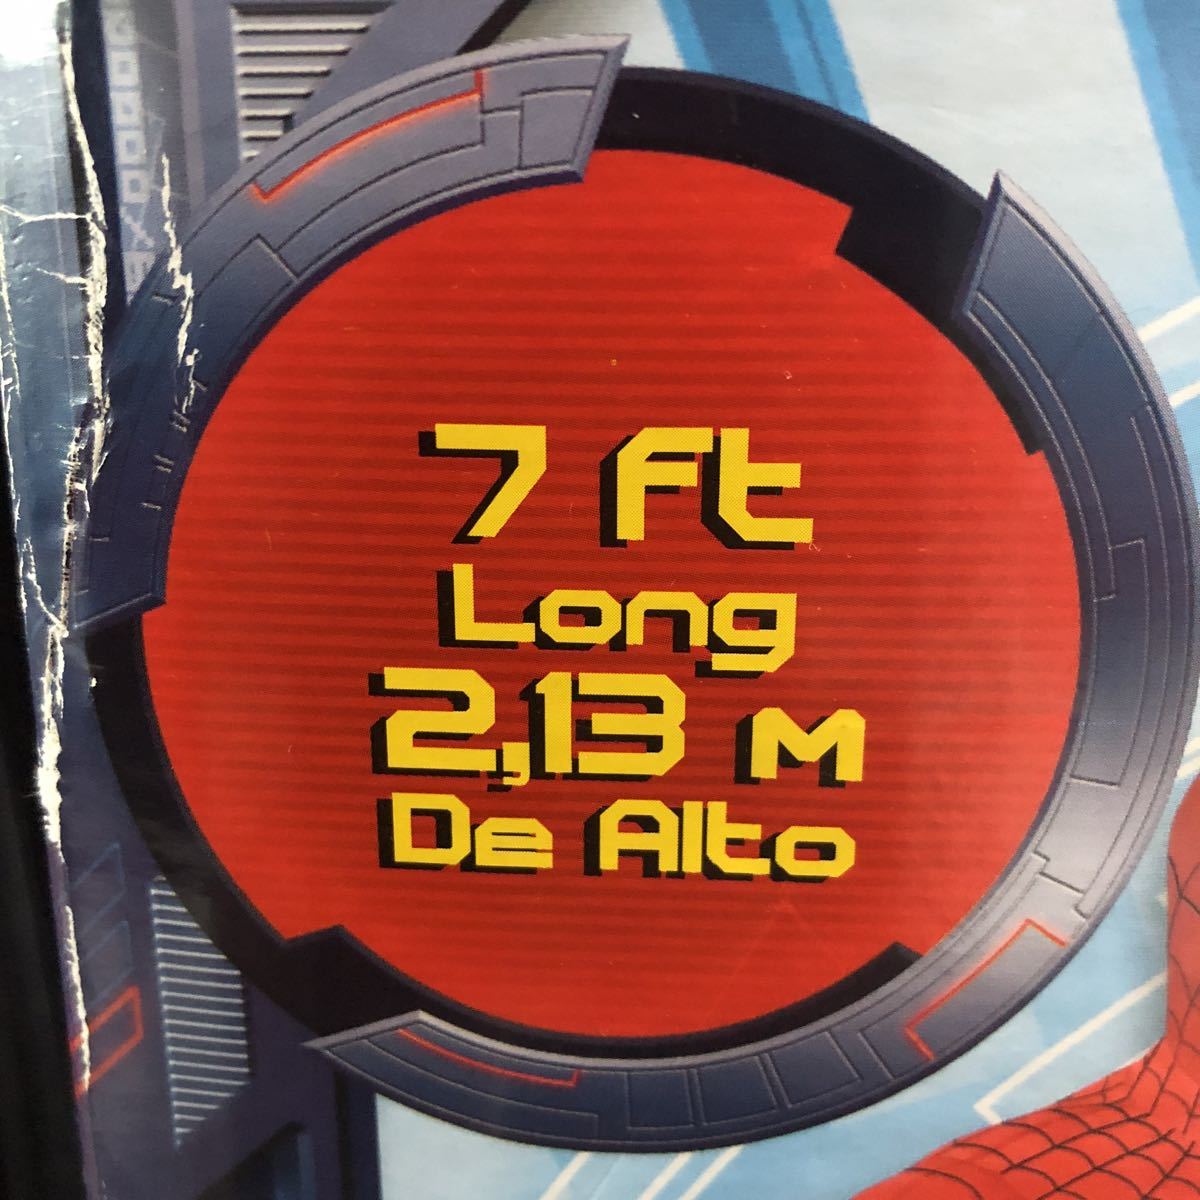 7 ft
Long
2,13 M
De Alto